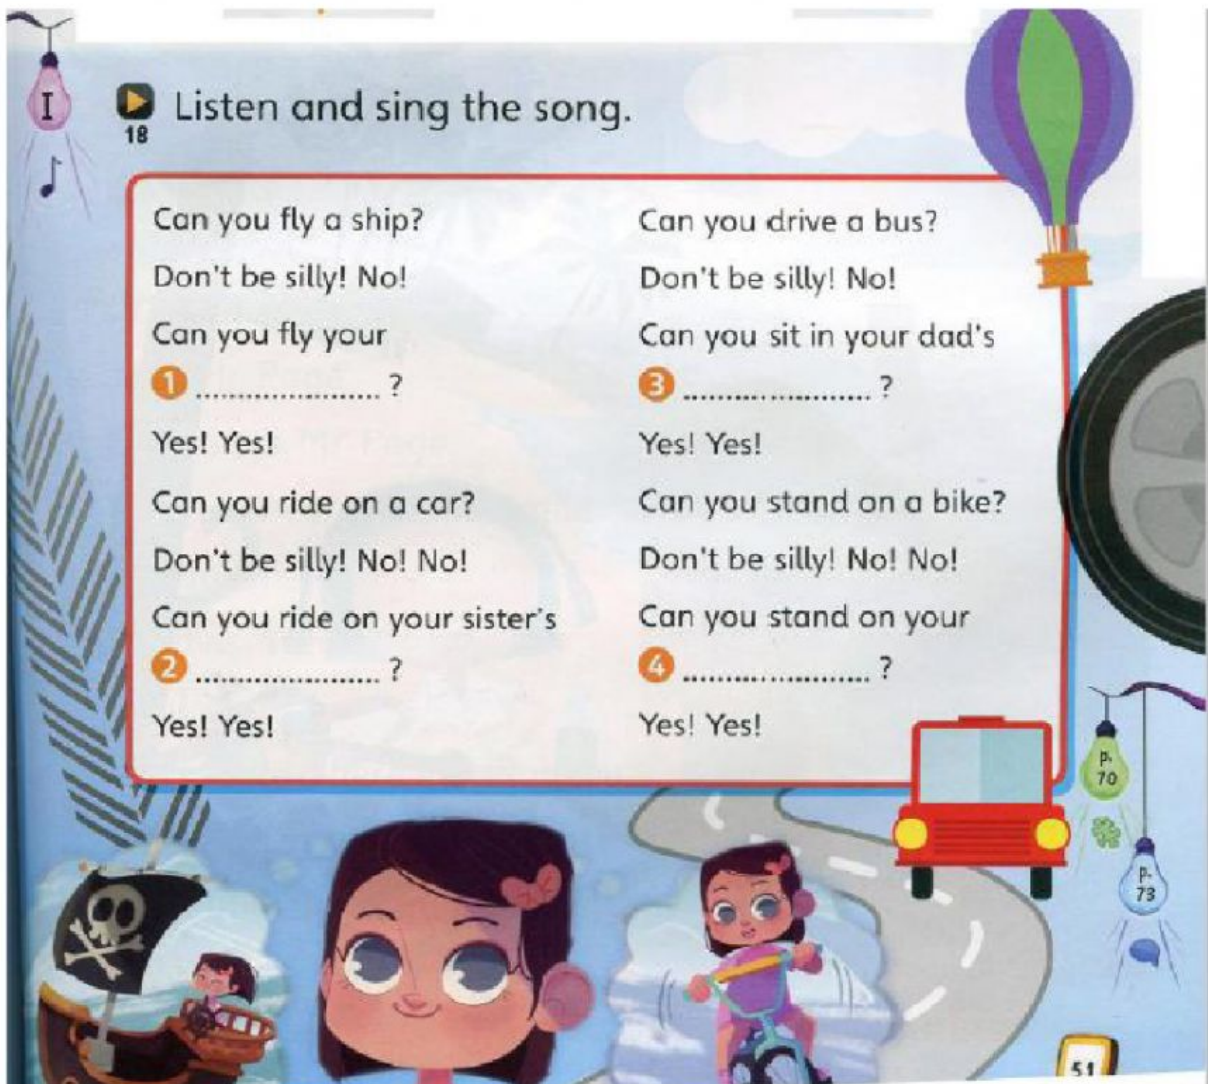 I
18
Listen and sing the song.
Can you fly a ship?
Don't be silly! No!
Can you fly your
1 ...................... ?
Yes! Yes!
Can you ride on a car?
Don't be silly! No! No!
Can you ride on your sister's
2 ...................... ?
Yes! Yes!
Can you drive a bus?
Don't be silly! No!
Can you sit in your dad's
3 ...................... ?
Yes! Yes!
Can you stand on a bike?
Don't be silly! No! No!
Can you stand on your
4 ...................... ?
Yes! Yes!
p.
70
p.
73
51